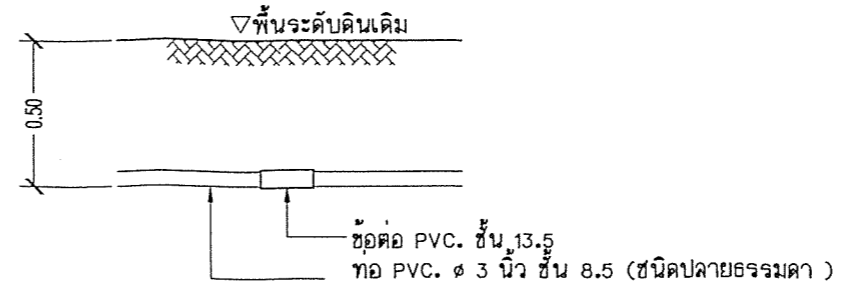 ▽พื้นระดับดินเดิม
0.50
ข้อต่อ PVC. ชั้น 13.5
ท่อ PVC. ø 3 นิ้ว ชั้น 8.5 (ชนิดปลายธรรมดา )